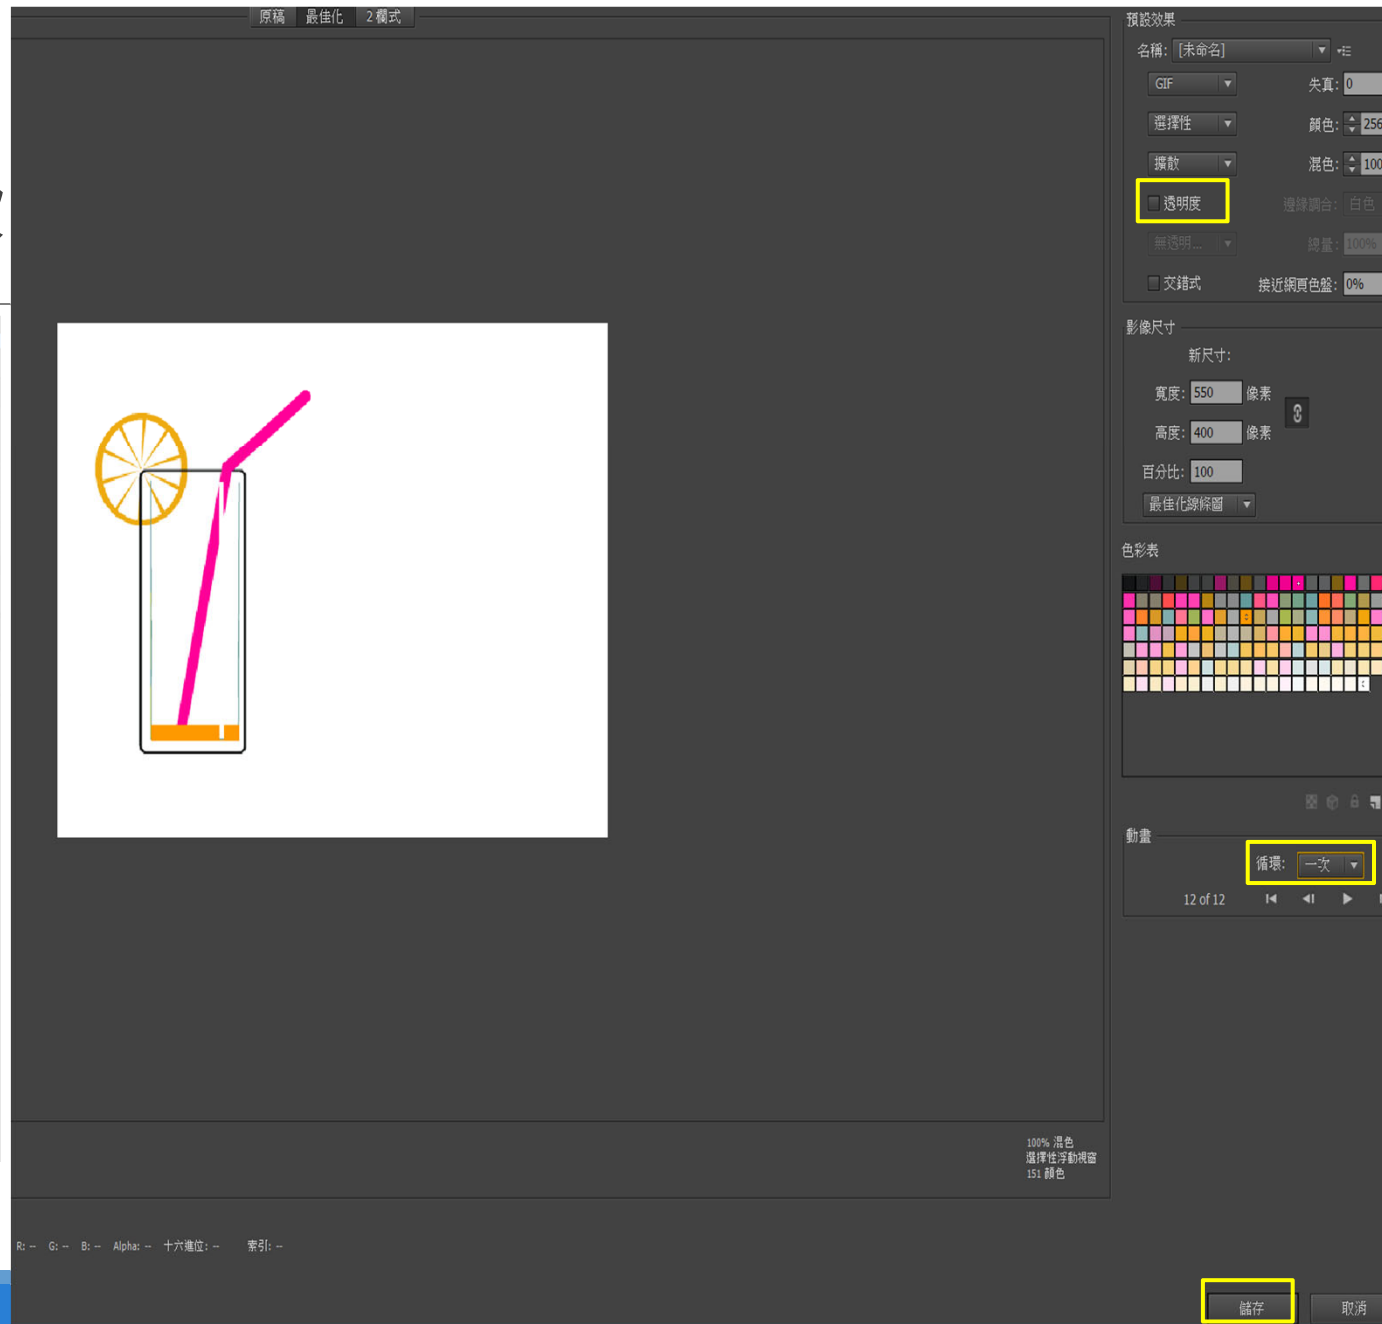 原稿 最佳化 2 欄式
預設效果
名稱: [未命名]
GIF 失真: 0
選擇性 顏色: 256
擴散 混色: 100
透明度 邊緣調合: 白色
無透明... 總量: 100%
交錯式 接近網頁色盤: 0%
影像尺寸
新尺寸:
寬度: 550 像素
高度: 400 像素
百分比: 100
最佳化線條圖
色彩表
動畫
循環: 一次
12 of 12
100% 混色
選擇性浮動視窗
151 顏色
R: -- G: -- B: -- Alpha: -- 十六進位: -- 索引: --
儲存 取消